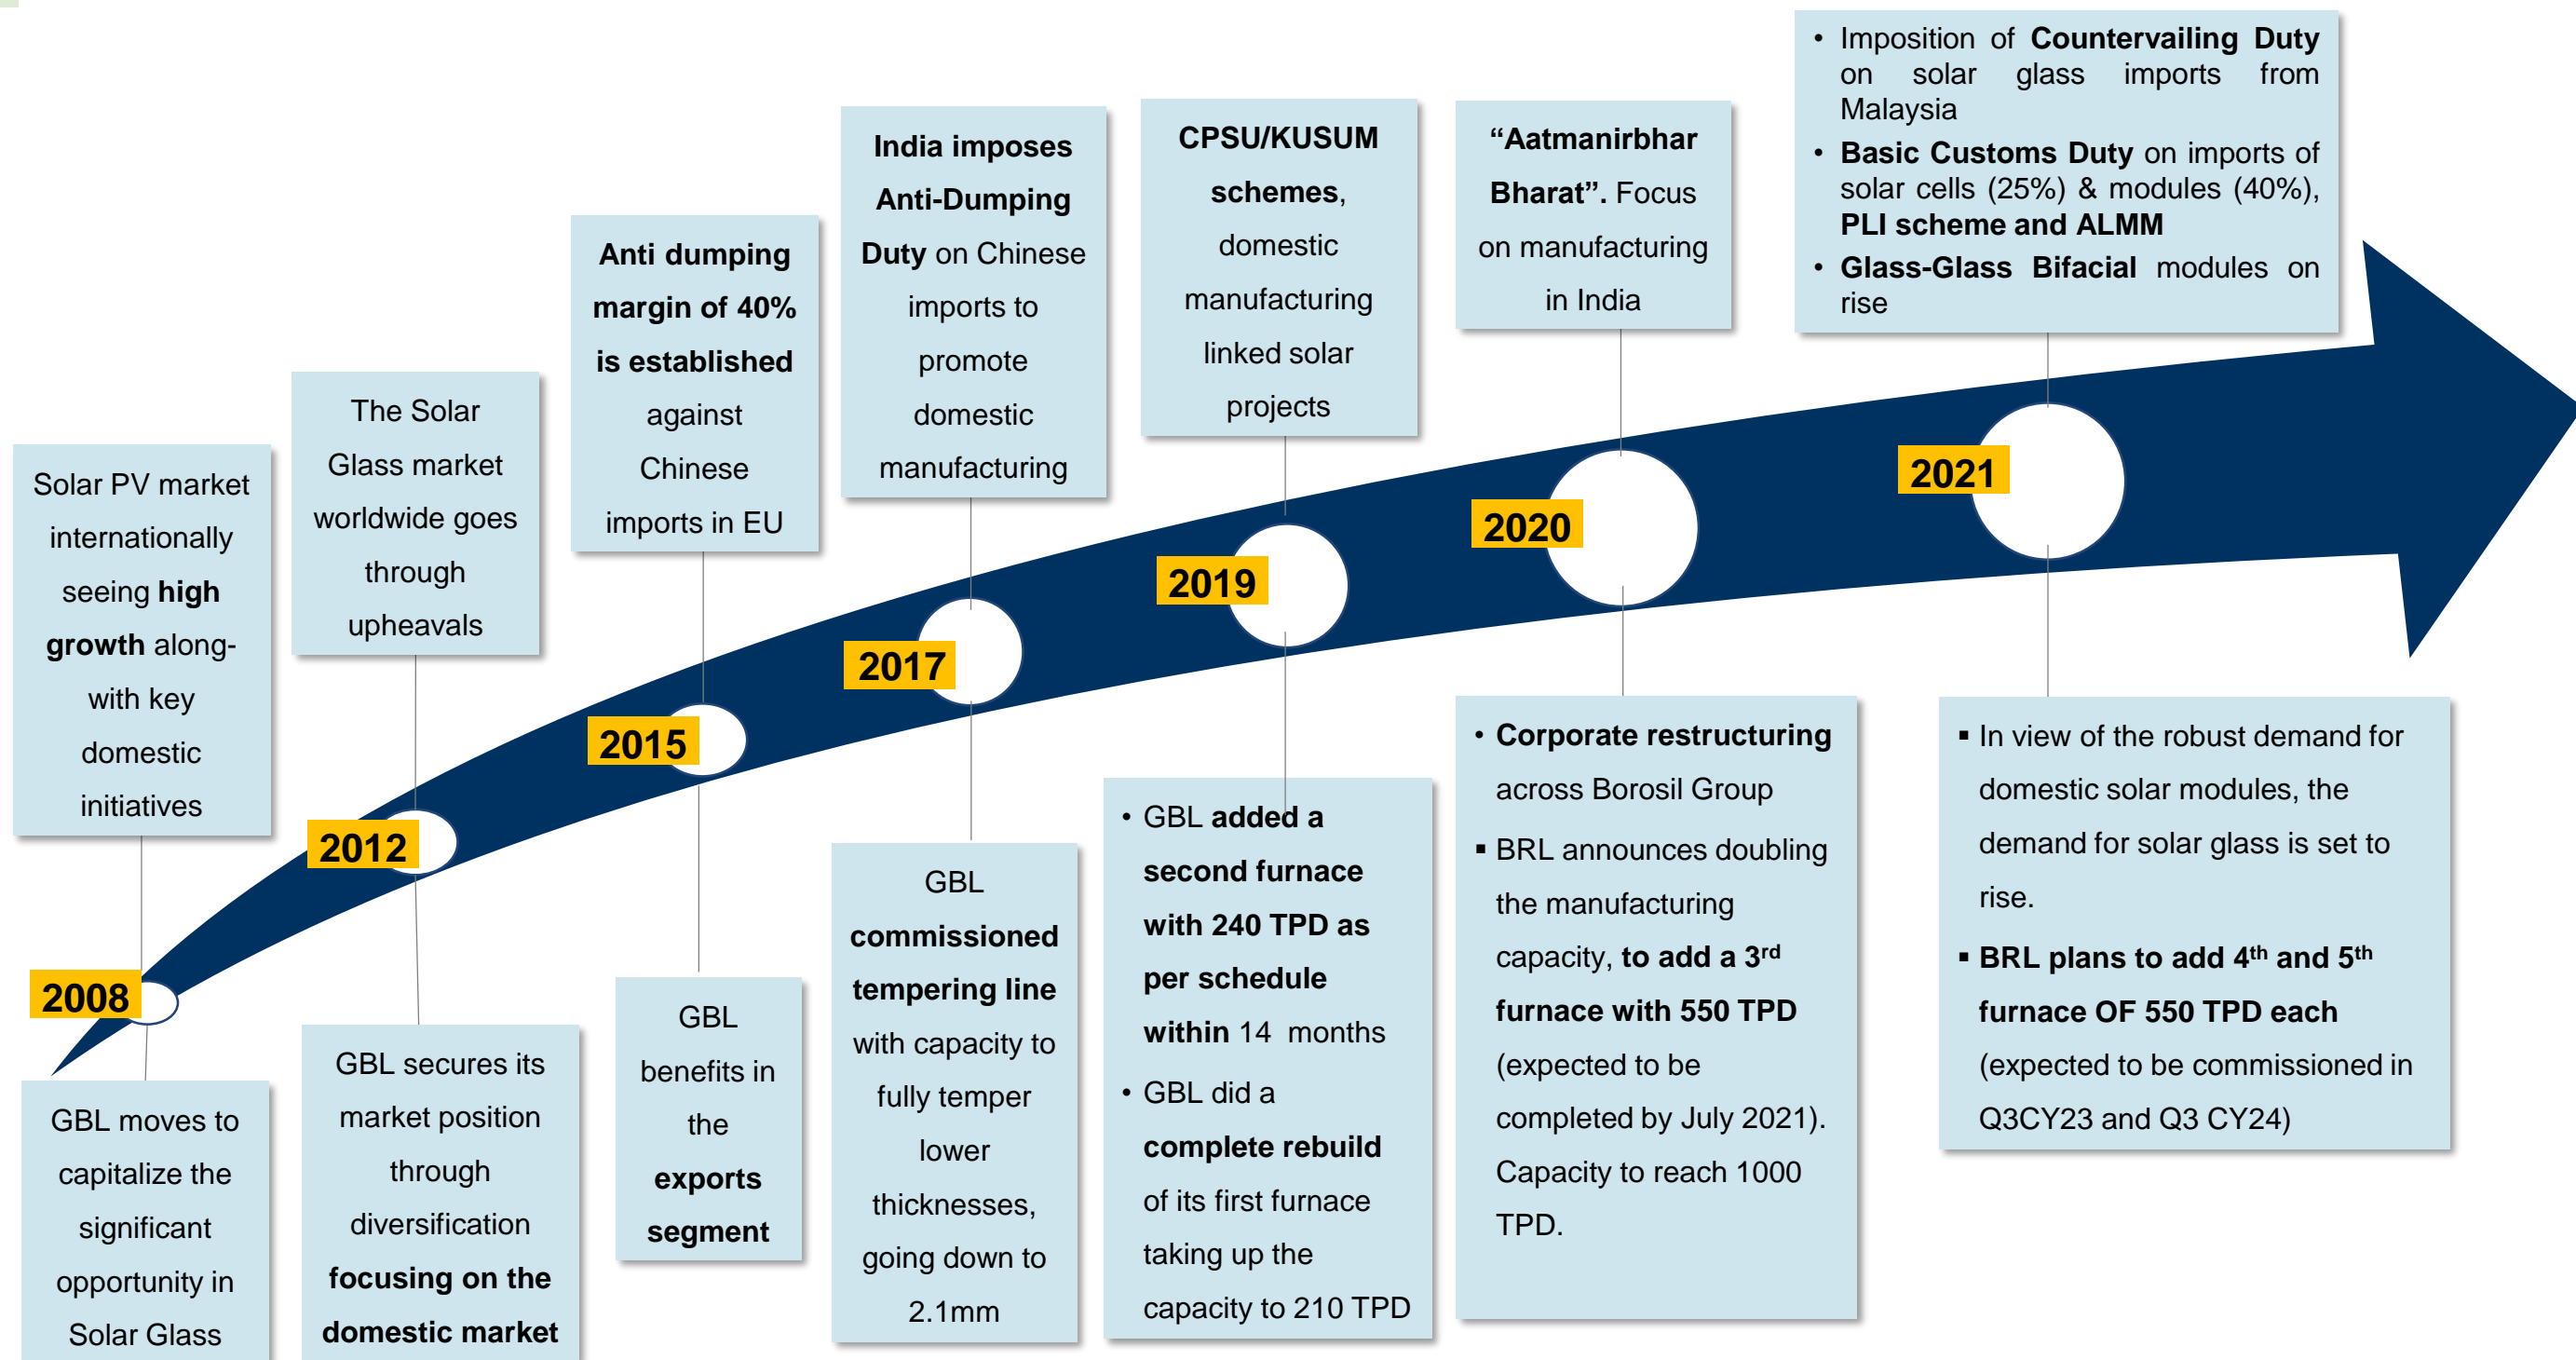 Solar PV market
internationally
seeing high
growth along-
with key
domestic
initiatives
2008
GBL moves to
capitalize the
significant
opportunity in
Solar Glass
The Solar
Glass market
worldwide goes
through
upheavals
2012
GBL secures its
market position
through
diversification
focusing on the
domestic market
Anti dumping
margin of 40%
is established
against
Chinese
imports in EU
2015
GBL
benefits in
the
exports
segment
India imposes
Anti-Dumping
Duty on Chinese
imports to
promote
domestic
manufacturing
2017
GBL
commissioned
tempering line
with capacity to
fully temper
lower
thicknesses,
going down to
2.1mm
CPSU/KUSUM
schemes,
domestic
manufacturing
linked solar
projects
2019
• GBL added a
second furnace
with 240 TPD as
per schedule
within 14 months
• GBL did a
complete rebuild
of its first furnace
taking up the
capacity to 210 TPD
“Aatmanirbhar
Bharat”. Focus
on manufacturing
in India
2020
• Corporate restructuring
across Borosil Group
▪ BRL announces doubling
the manufacturing
capacity, to add a 3rd
furnace with 550 TPD
(expected to be
completed by July 2021).
Capacity to reach 1000
TPD.
• Imposition of Countervailing Duty
on solar glass imports from
Malaysia
• Basic Customs Duty on imports of
solar cells (25%) & modules (40%),
PLI scheme and ALMM
• Glass-Glass Bifacial modules on
rise
2021
▪ In view of the robust demand for
domestic solar modules, the
demand for solar glass is set to
rise.
▪ BRL plans to add 4th and 5th
furnace OF 550 TPD each
(expected to be commissioned in
Q3CY23 and Q3 CY24)